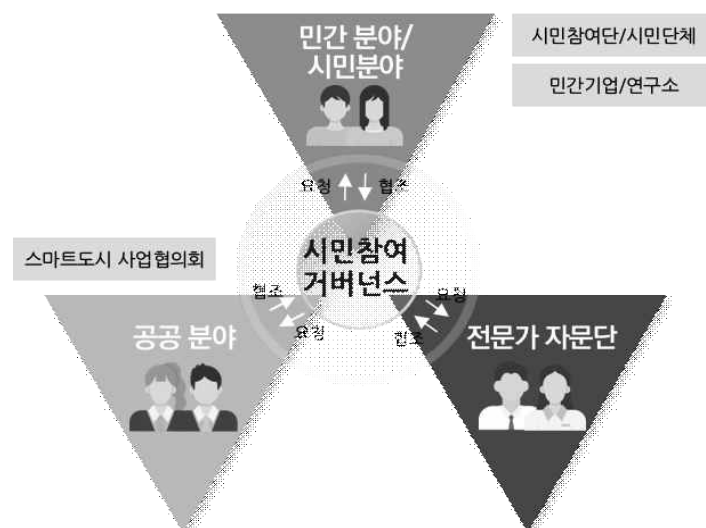 민간 분야/
시민분야
시민참여단/시민단체
민간기업/연구소
요청
협조
시민참여
거버넌스
스마트도시 사업협의회
협조
요청
요청
협조
공공 분야
전문가 자문단